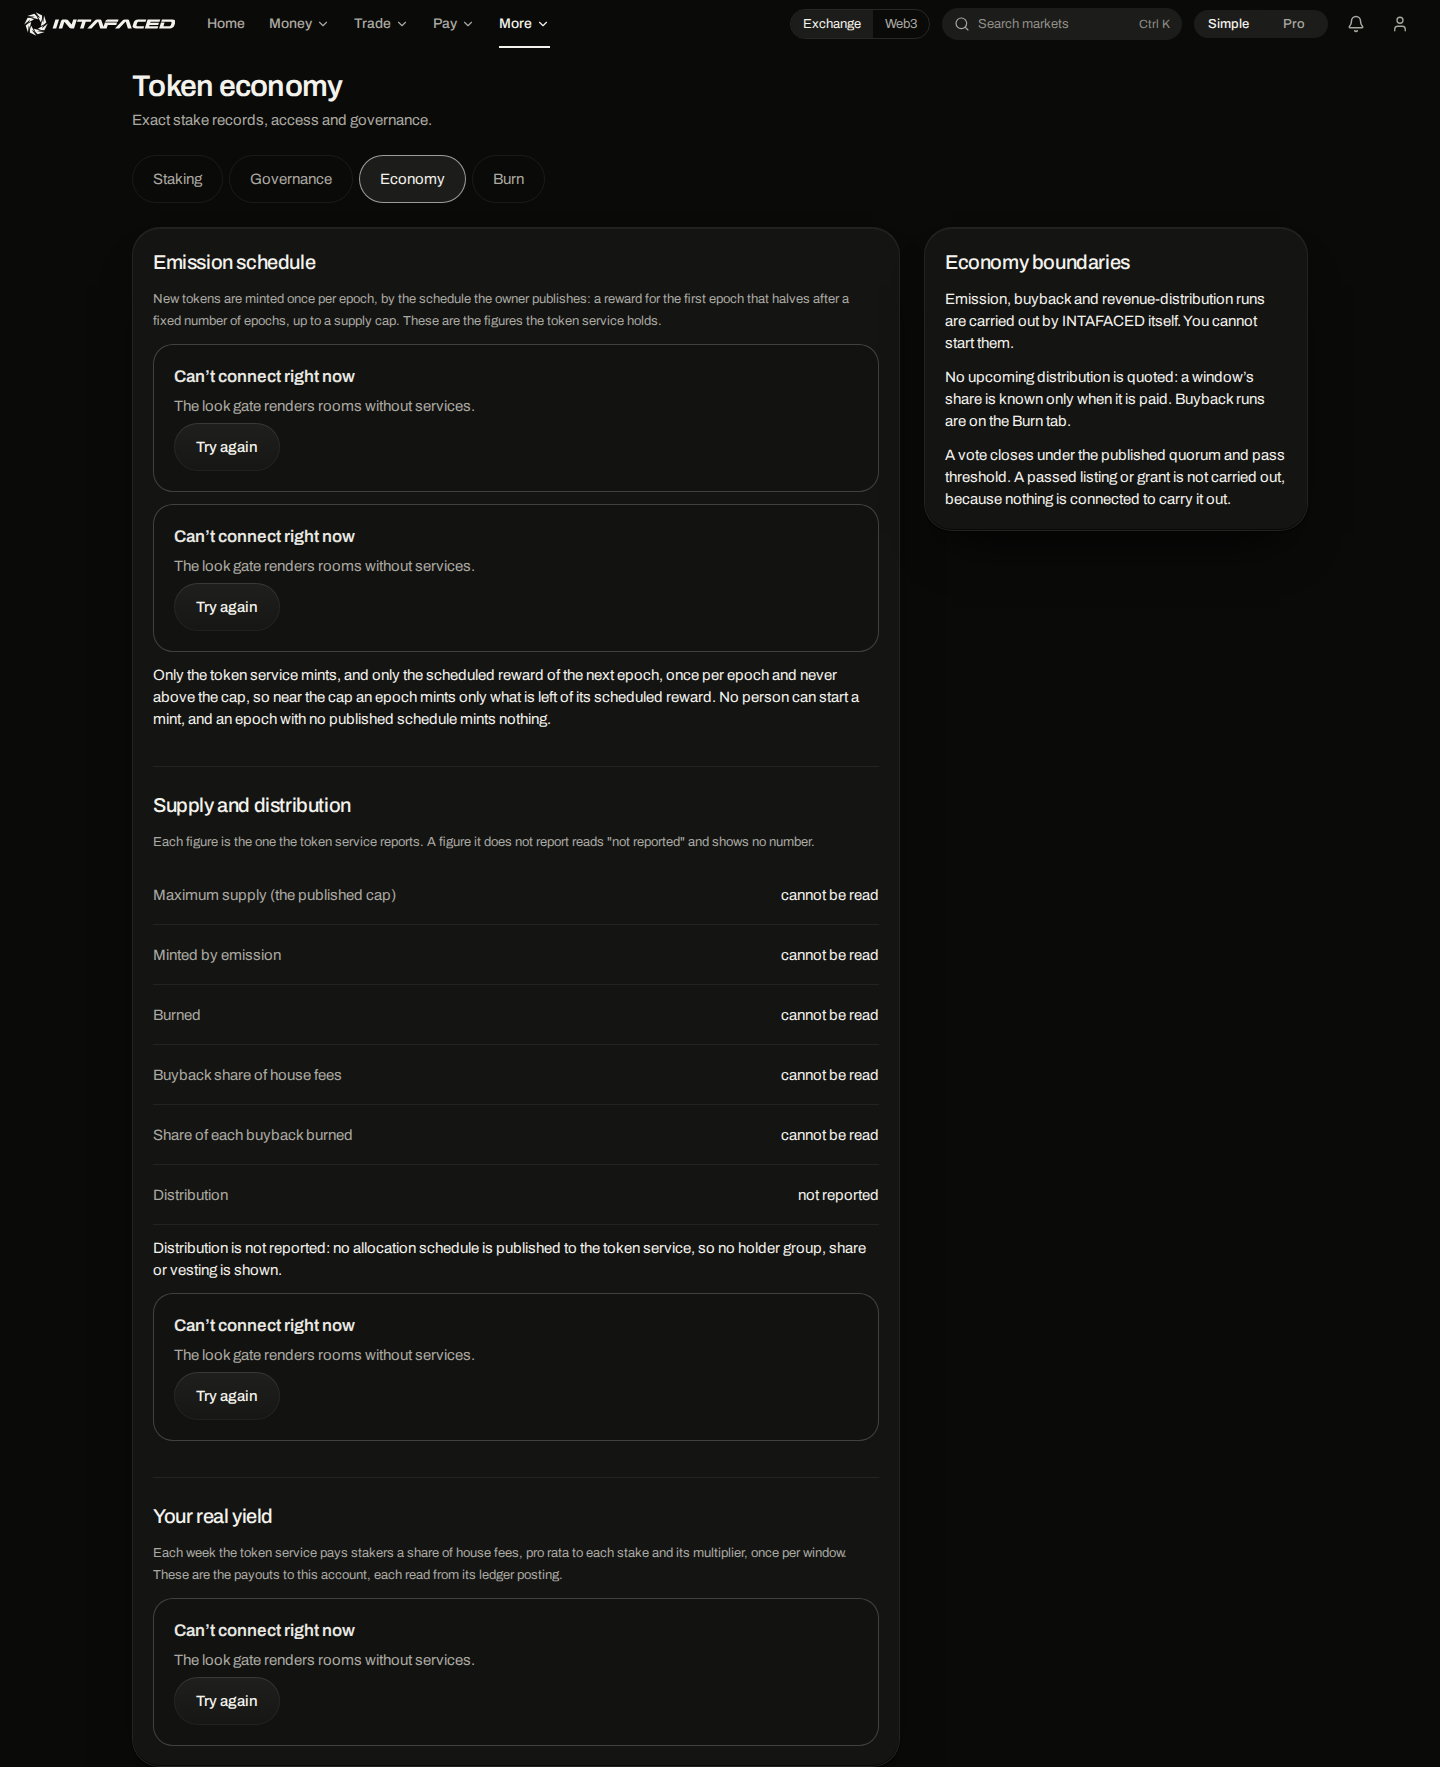 INTAFACED
Home
Money
Trade
Pay
More
Exchange
Web3
Search markets
Ctrl K
Simple
Pro
Token economy
Exact stake records, access and governance.
Staking
Governance
Economy
Burn
Emission schedule
New tokens are minted once per epoch, by the schedule the owner publishes: a reward for the first epoch that halves after a
fixed number of epochs, up to a supply cap. These are the figures the token service holds.
Can’t connect right now
The look gate renders rooms without services.
Try again
Can’t connect right now
The look gate renders rooms without services.
Try again
Only the token service mints, and only the scheduled reward of the next epoch, once per epoch and never
above the cap, so near the cap an epoch mints only what is left of its scheduled reward. No person can start a
mint, and an epoch with no published schedule mints nothing.
Supply and distribution
Each figure is the one the token service reports. A figure it does not report reads "not reported" and shows no number.
Maximum supply (the published cap)
cannot be read
Minted by emission
cannot be read
Burned
cannot be read
Buyback share of house fees
cannot be read
Share of each buyback burned
cannot be read
Distribution
not reported
Distribution is not reported: no allocation schedule is published to the token service, so no holder group, share
or vesting is shown.
Can’t connect right now
The look gate renders rooms without services.
Try again
Your real yield
Each week the token service pays stakers a share of house fees, pro rata to each stake and its multiplier, once per window.
These are the payouts to this account, each read from its ledger posting.
Can’t connect right now
The look gate renders rooms without services.
Try again
Economy boundaries
Emission, buyback and revenue-distribution runs
are carried out by INTAFACED itself. You cannot
start them.
No upcoming distribution is quoted: a window’s
share is known only when it is paid. Buyback runs
are on the Burn tab.
A vote closes under the published quorum and pass
threshold. A passed listing or grant is not carried out,
because nothing is connected to carry it out.